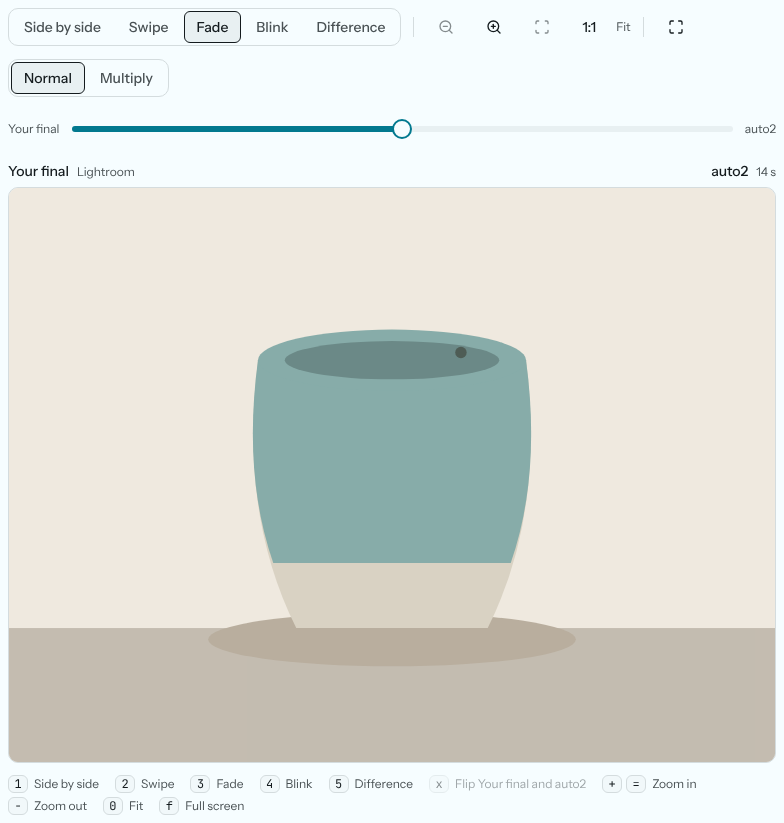 Side by side Swipe Fade Blink Difference 1:1 Fit
Normal Multiply
Your final auto2
Your final Lightroom auto2 14 s
1 Side by side 2 Swipe 3 Fade 4 Blink 5 Difference x Flip Your final and auto2 + = Zoom in
- Zoom out 0 Fit f Full screen